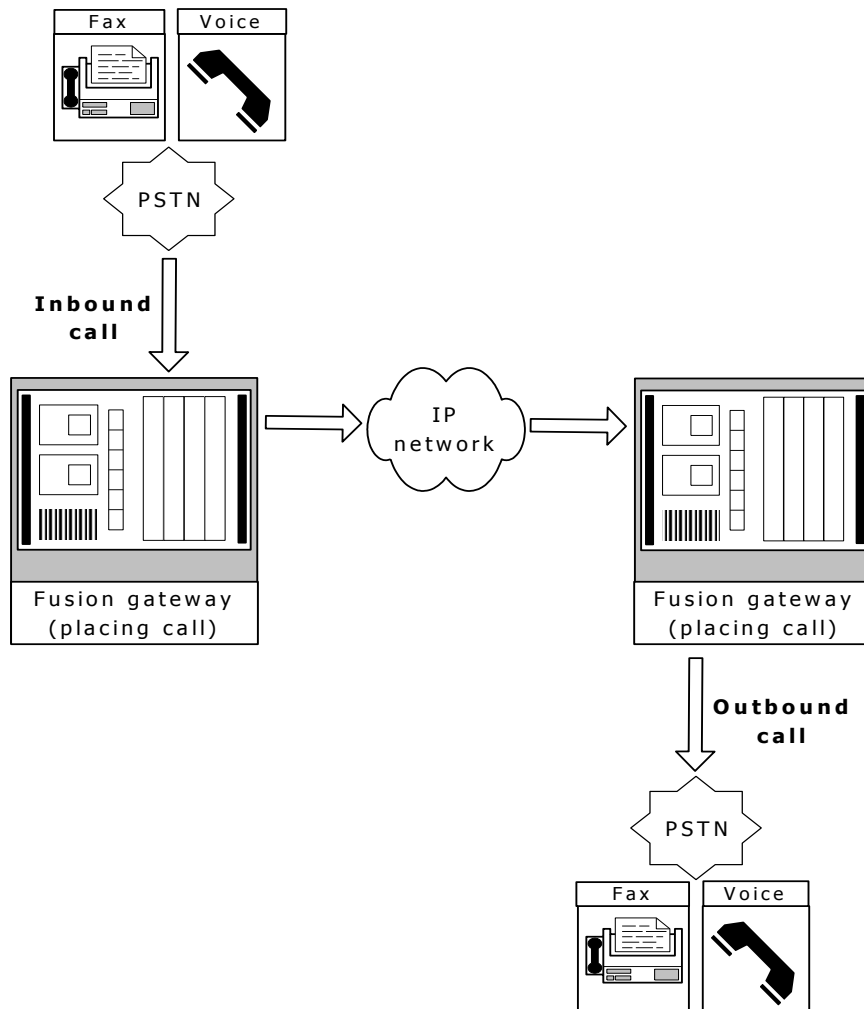 Fax
Voice
PSTN
Inbound
call
IP
network
Fusion gateway
(placing call)
Fusion gateway
(placing call)
Outbound
call
PSTN
Fax
Voice